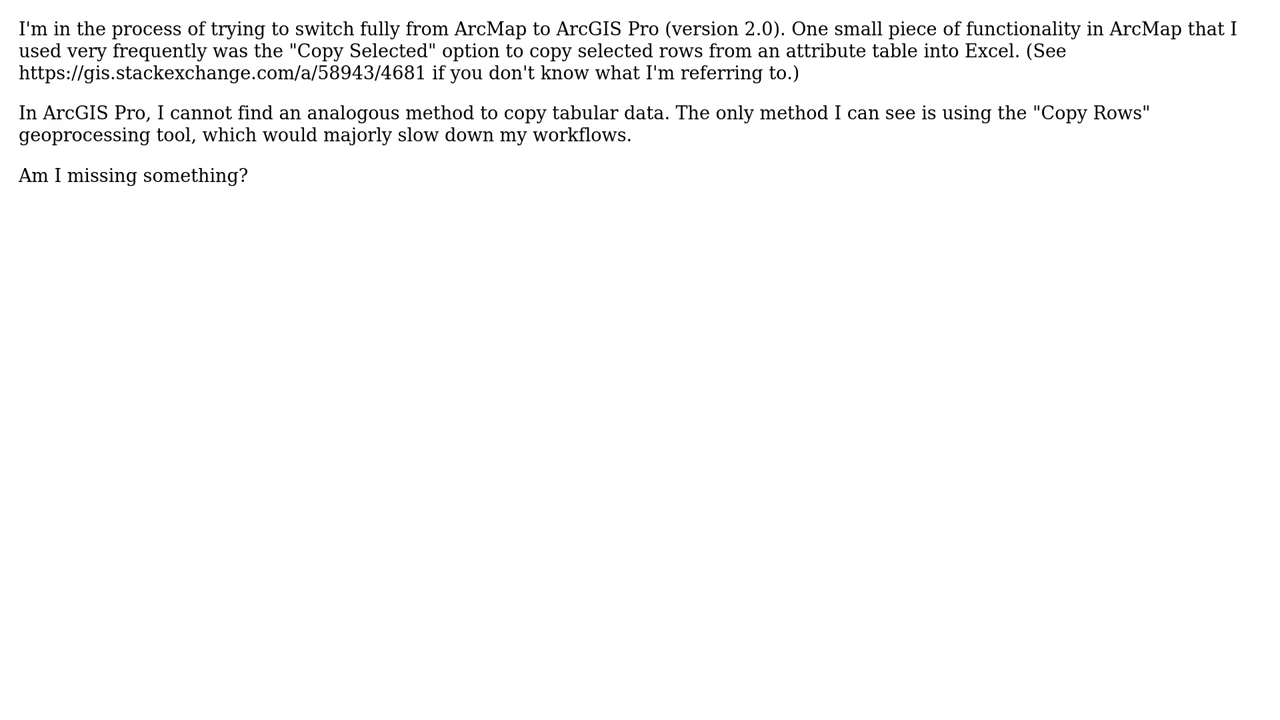 I'm in the process of trying to switch fully from ArcMap to ArcGIS Pro (version 2.0). One small piece of functionality in ArcMap that I
used very frequently was the "Copy Selected" option to copy selected rows from an attribute table into Excel. (See
https://gis.stackexchange.com/a/58943/4681 if you don't know what I'm referring to.)
In ArcGIS Pro, I cannot find an analogous method to copy tabular data. The only method I can see is using the "Copy Rows"
geoprocessing tool, which would majorly slow down my workflows.
Am I missing something?